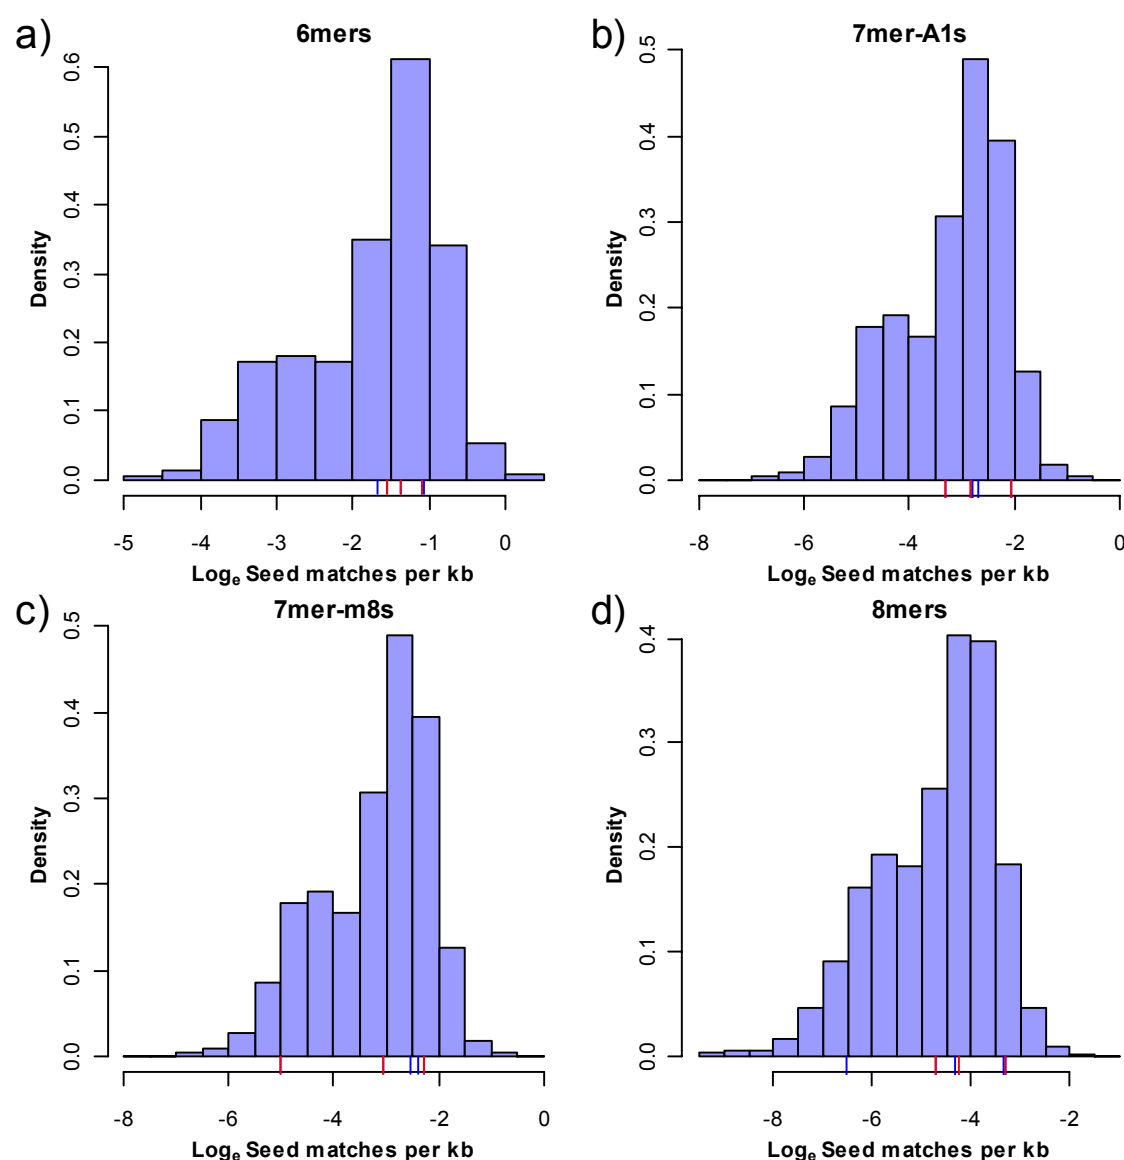 a)
6mers
Density
0.0 0.1 0.2 0.3 0.4 0.5 0.6
-5 -4 -3 -2 -1 0
Logₑ Seed matches per kb
b)
7mer-A1s
Density
0.0 0.1 0.2 0.3 0.4 0.5
-8 -6 -4 -2 0
Logₑ Seed matches per kb
c)
7mer-m8s
Density
0.0 0.1 0.2 0.3 0.4 0.5
-8 -6 -4 -2 0
Logₑ Seed matches per kb
d)
8mers
Density
0.0 0.1 0.2 0.3 0.4
-8 -6 -4 -2
Logₑ Seed matches per kb